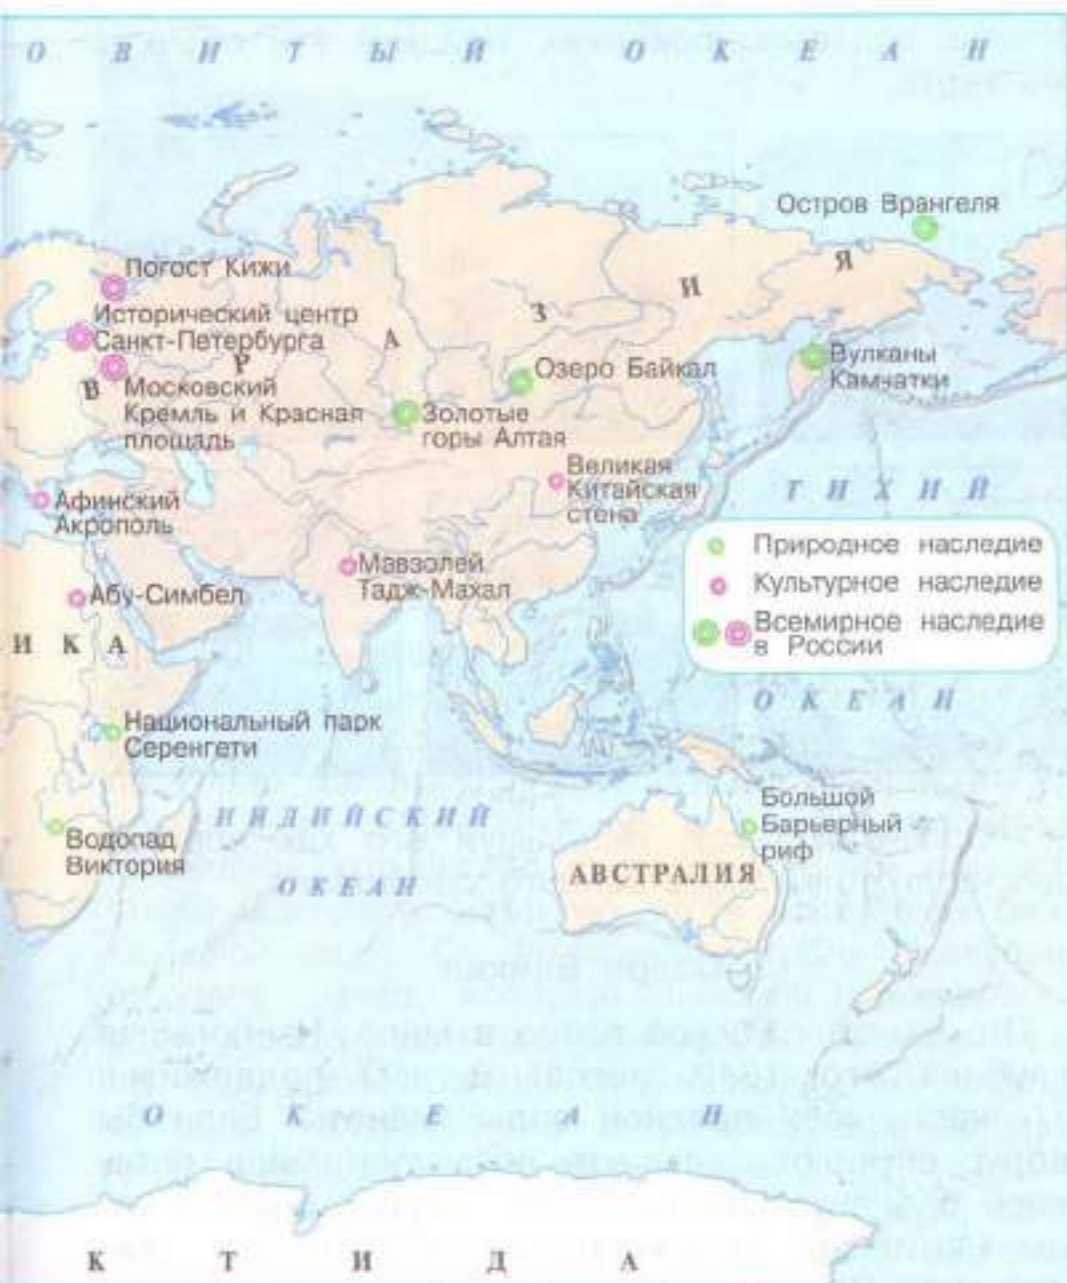 О В И Т Ы Й О К Е А Н
Остров Врангеля
Погост Кижи
Исторический центр
Санкт-Петербурга
В Р А З И Я
Московский
Кремль и Красная
площадь
Озеро Байкал
Золотые
горы Алтая
Вулканы
Камчатки
Великая
Китайская
стена
Афинский
Акрополь
Т И Х И Й
Мавзолей
Тадж-Махал
Абу-Симбел
Природное наследие
Культурное наследие
Всемирное наследие
в России
И К А
О К Е А Н
Национальный парк
Серенгети
Водопад
Виктория
И Н Д И Й С К И Й
О К Е А Н
Большой
Барьерный
риф
АВСТРАЛИЯ
О К Е А Н
К Т И Д А